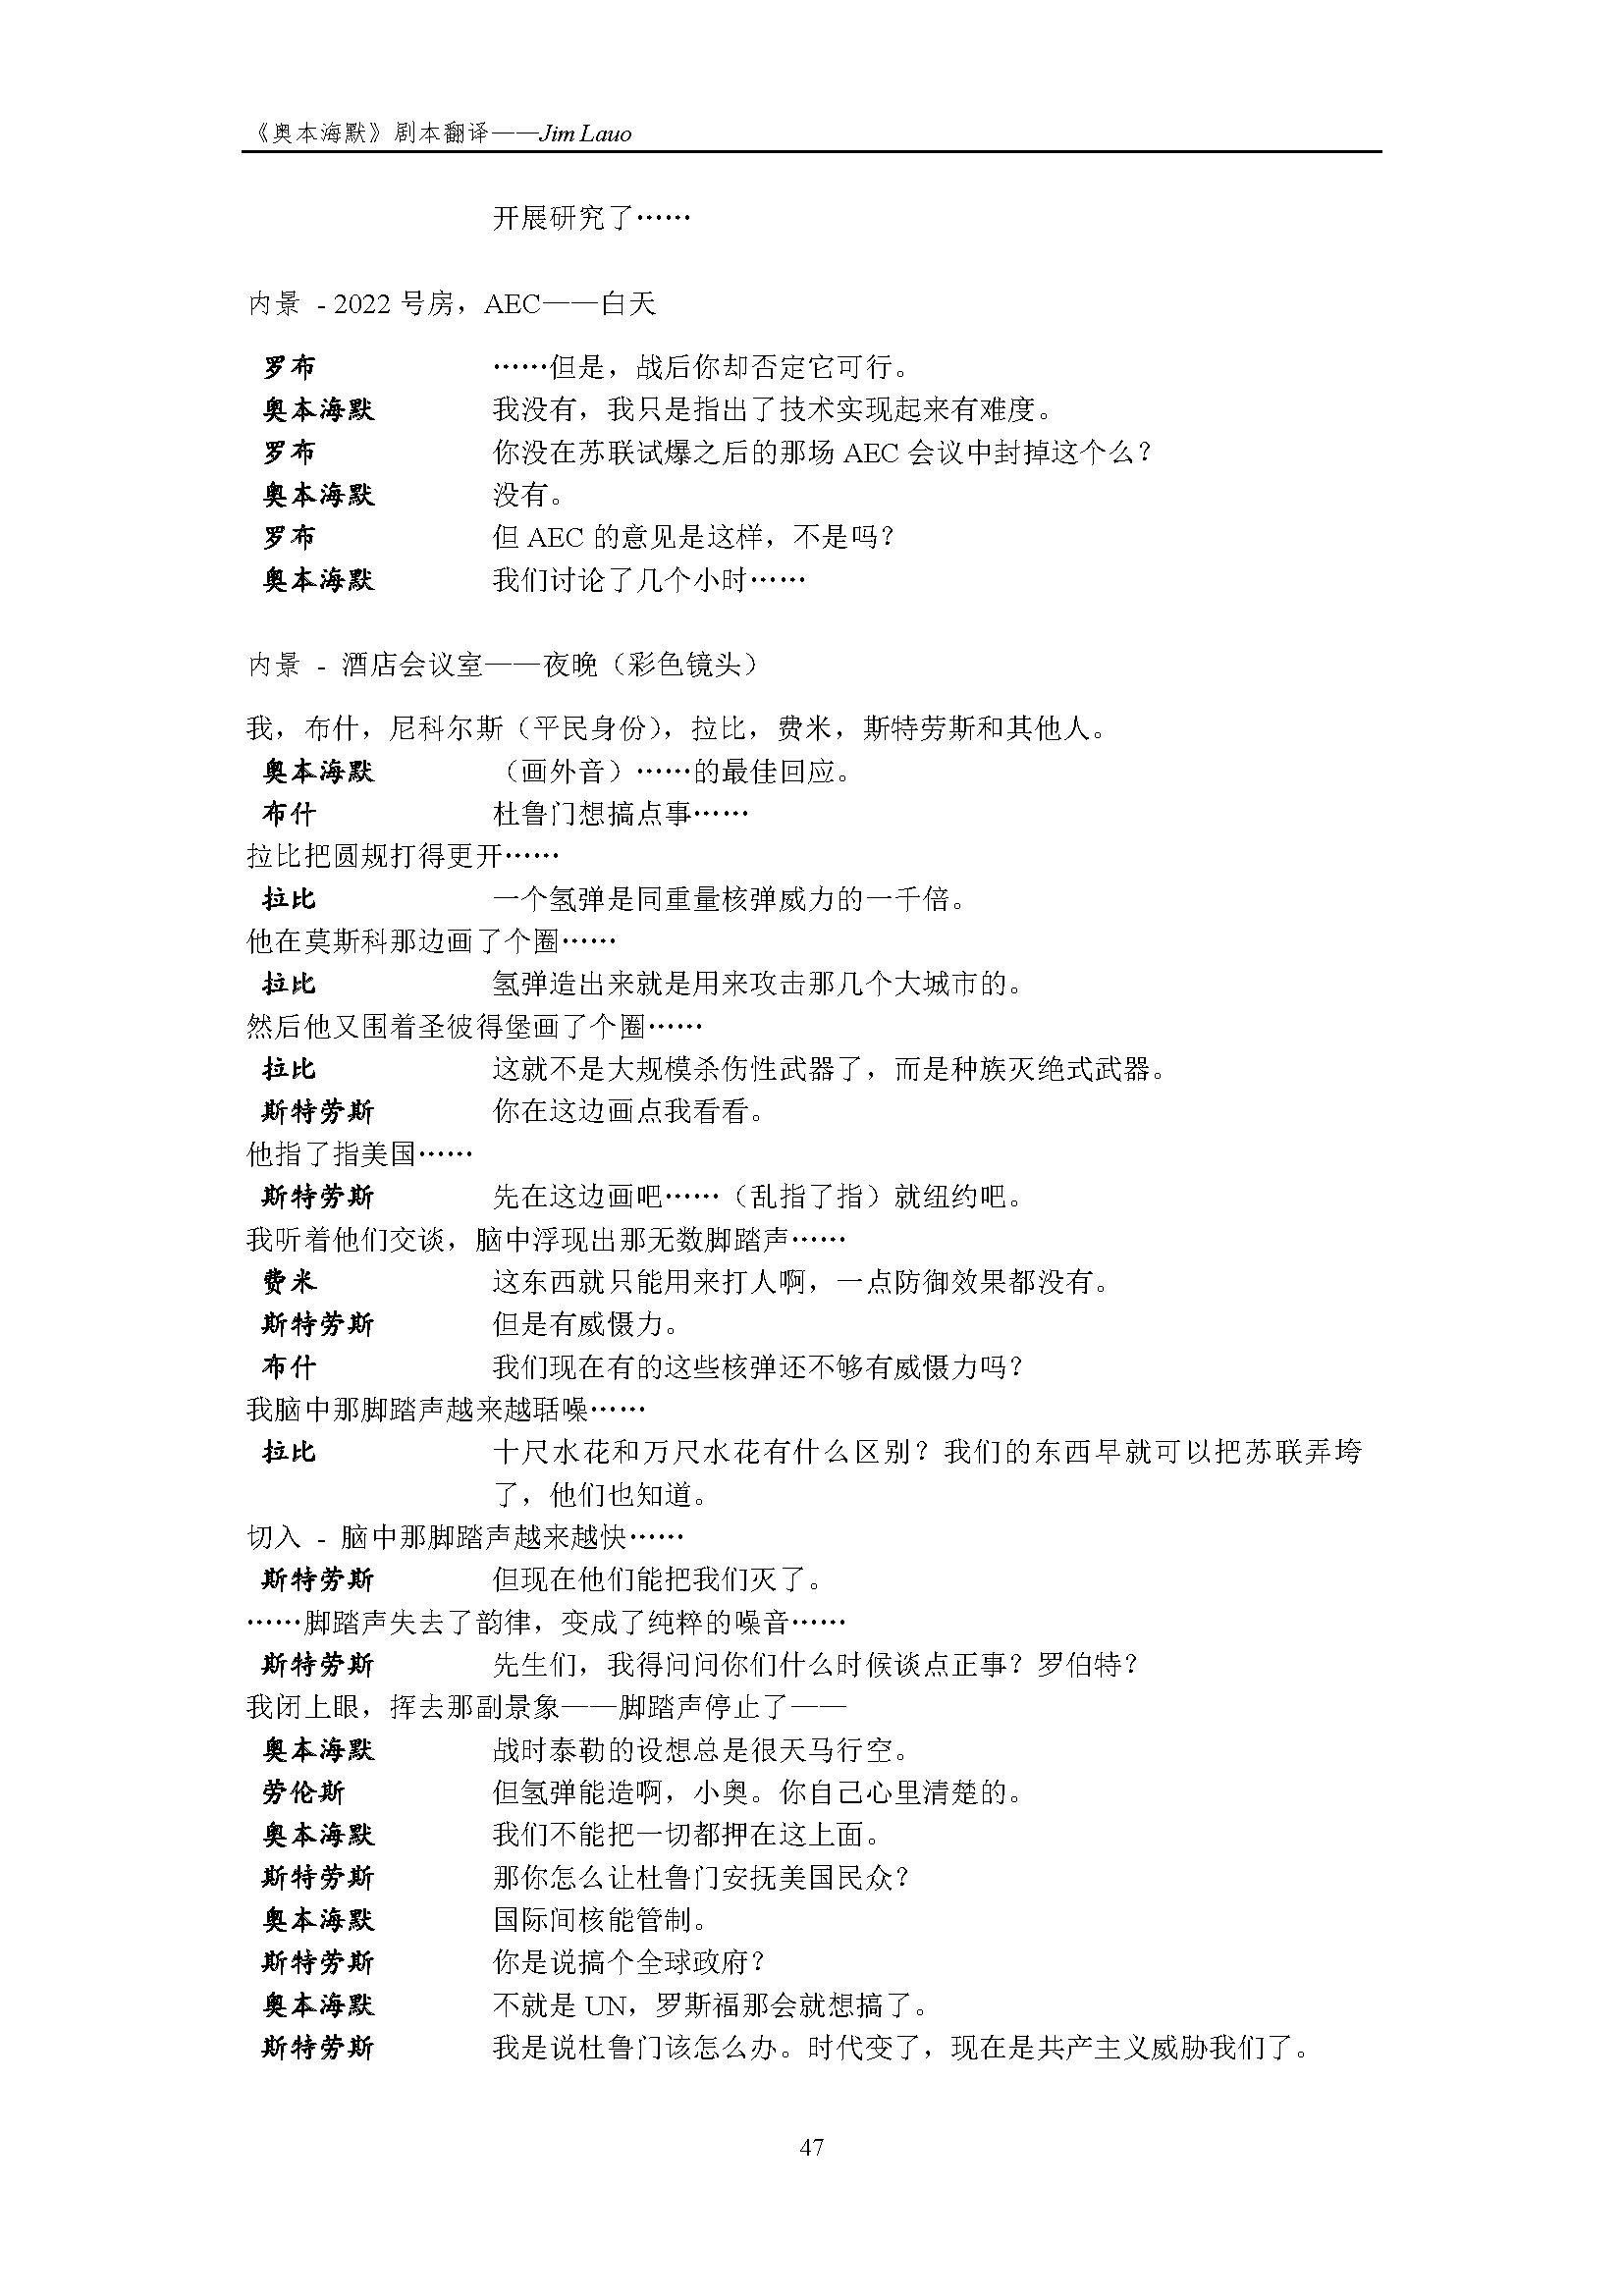 《奥本海默》剧本翻译——Jim Lauo
开展研究了……
内景 - 2022 号房，AEC——白天
罗布 ……但是，战后你却否定它可行。
奥本海默 我没有，我只是指出了技术实现起来有难度。
罗布 你没在苏联试爆之后的那场 AEC 会议中封掉这个么？
奥本海默 没有。
罗布 但 AEC 的意见是这样，不是吗？
奥本海默 我们讨论了几个小时……
内景 - 酒店会议室——夜晚（彩色镜头）
我，布什，尼科尔斯（平民身份），拉比，费米，斯特劳斯和其他人。
奥本海默 （画外音）……的最佳回应。
布什 杜鲁门想搞点事……
拉比把圆规打得更开……
拉比 一个氢弹是同重量核弹威力的一千倍。
他在莫斯科那边画了个圈……
拉比 氢弹造出来就是用来攻击那几个大城市的。
然后他又围着圣彼得堡画了个圈……
拉比 这就不是大规模杀伤性武器了，而是种族灭绝式武器。
斯特劳斯 你在这边画点我看看。
他指了指美国……
斯特劳斯 先在这边画吧……（乱指了指）就纽约吧。
我听着他们交谈，脑中浮现出那无数脚踏声……
费米 这东西就只能用来打人啊，一点防御效果都没有。
斯特劳斯 但是有威慑力。
布什 我们现在有的这些核弹还不够有威慑力吗？
我脑中那脚踏声越来越聒噪……
拉比 十尺水花和万尺水花有什么区别？我们的东西早就可以把苏联弄垮
了，他们也知道。
切入 - 脑中那脚踏声越来越快……
斯特劳斯 但现在他们能把我们灭了。
……脚踏声失去了韵律，变成了纯粹的噪音……
斯特劳斯 先生们，我得问问你们什么时候谈点正事？罗伯特？
我闭上眼，挥去那副景象——脚踏声停止了——
奥本海默 战时泰勒的设想总是很天马行空。
劳伦斯 但氢弹能造啊，小奥。你自己心里清楚的。
奥本海默 我们不能把一切都押在这上面。
斯特劳斯 那你怎么让杜鲁门安抚美国民众？
奥本海默 国际间核能管制。
斯特劳斯 你是说搞个全球政府？
奥本海默 不就是 UN，罗斯福那会就想搞了。
斯特劳斯 我是说杜鲁门该怎么办。时代变了，现在是共产主义威胁我们了。
47